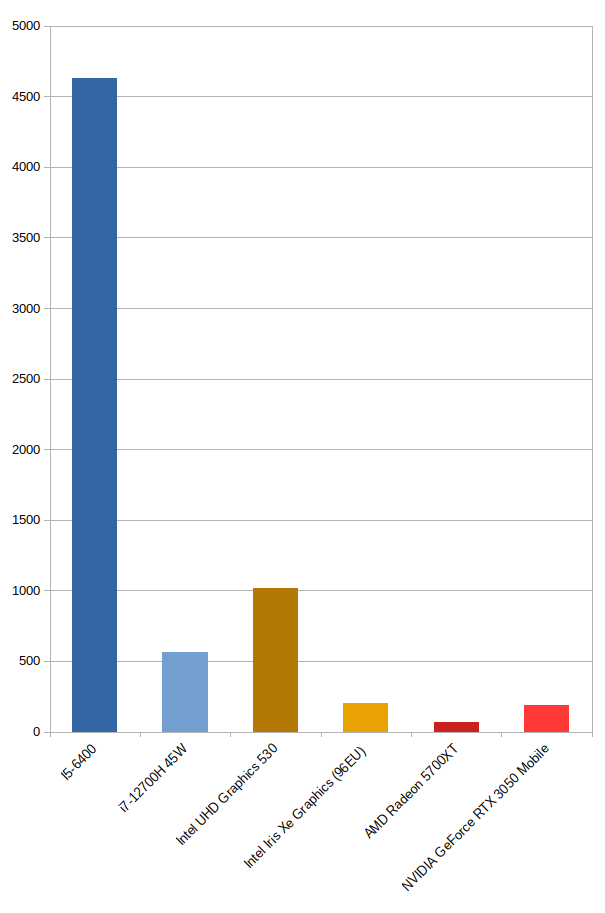 5000
4500
4000
3500
3000
2500
2000
1500
1000
500
0
I5-6400
i7-12700H 45W
Intel UHD Graphics 530
Intel Iris Xe Graphics (96EU)
AMD Radeon 5700XT
NVIDIA GeForce RTX 3050 Mobile